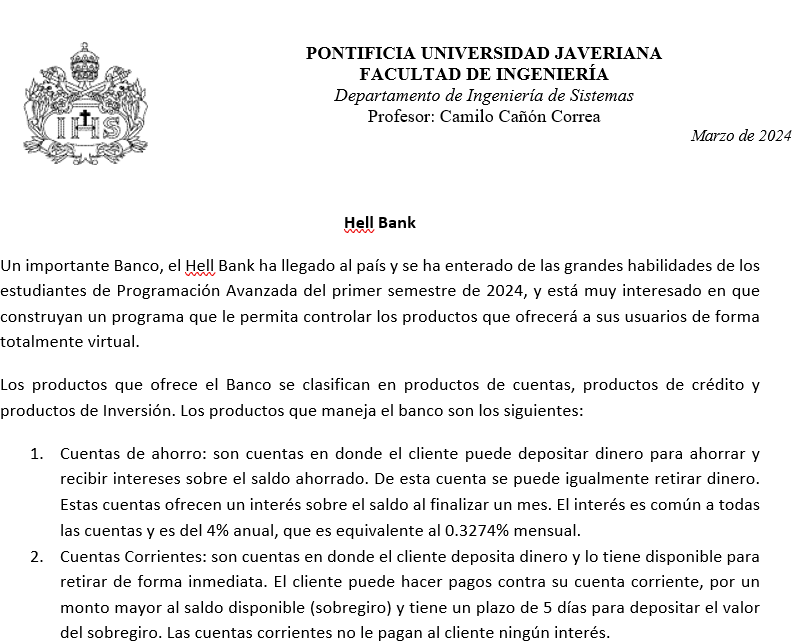 PONTIFICIA UNIVERSIDAD JAVERIANA
FACULTAD DE INGENIERÍA
Departamento de Ingeniería de Sistemas
Profesor: Camilo Cañón Correa
Marzo de 2024
IHS
Hell Bank
Un importante Banco, el Hell Bank ha llegado al país y se ha enterado de las grandes habilidades de los
estudiantes de Programación Avanzada del primer semestre de 2024, y está muy interesado en que
construyan un programa que le permita controlar los productos que ofrecerá a sus usuarios de forma
totalmente virtual.
Los productos que ofrece el Banco se clasifican en productos de cuentas, productos de crédito y
productos de Inversión. Los productos que maneja el banco son los siguientes:
1. Cuentas de ahorro: son cuentas en donde el cliente puede depositar dinero para ahorrar y
recibir intereses sobre el saldo ahorrado. De esta cuenta se puede igualmente retirar dinero.
Estas cuentas ofrecen un interés sobre el saldo al finalizar un mes. El interés es común a todas
las cuentas y es del 4% anual, que es equivalente al 0.3274% mensual.
2. Cuentas Corrientes: son cuentas en donde el cliente deposita dinero y lo tiene disponible para
retirar de forma inmediata. El cliente puede hacer pagos contra su cuenta corriente, por un
monto mayor al saldo disponible (sobregiro) y tiene un plazo de 5 días para depositar el valor
del sobregiro. Las cuentas corrientes no le pagan al cliente ningún interés.